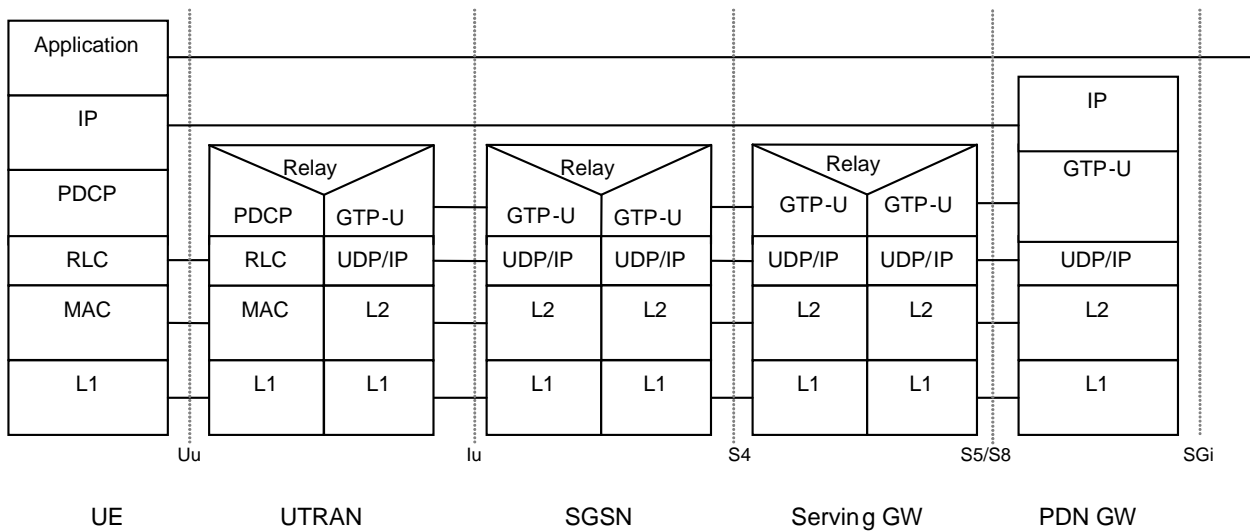 Application
IP
IP
Relay
Relay
Relay
PDCP
GTP-U
PDCP
GTP-U
GTP-U
GTP-U
GTP-U
GTP-U
RLC
RLC
UDP/IP
UDP/IP
UDP/IP
UDP/IP
UDP/IP
UDP/IP
MAC
MAC
L2
L2
L2
L2
L2
L2
L1
L1
L1
L1
L1
L1
L1
L1
Uu
Iu
S4
S5/S8
SGi
UE
UTRAN
SGSN
Serving GW
PDN GW